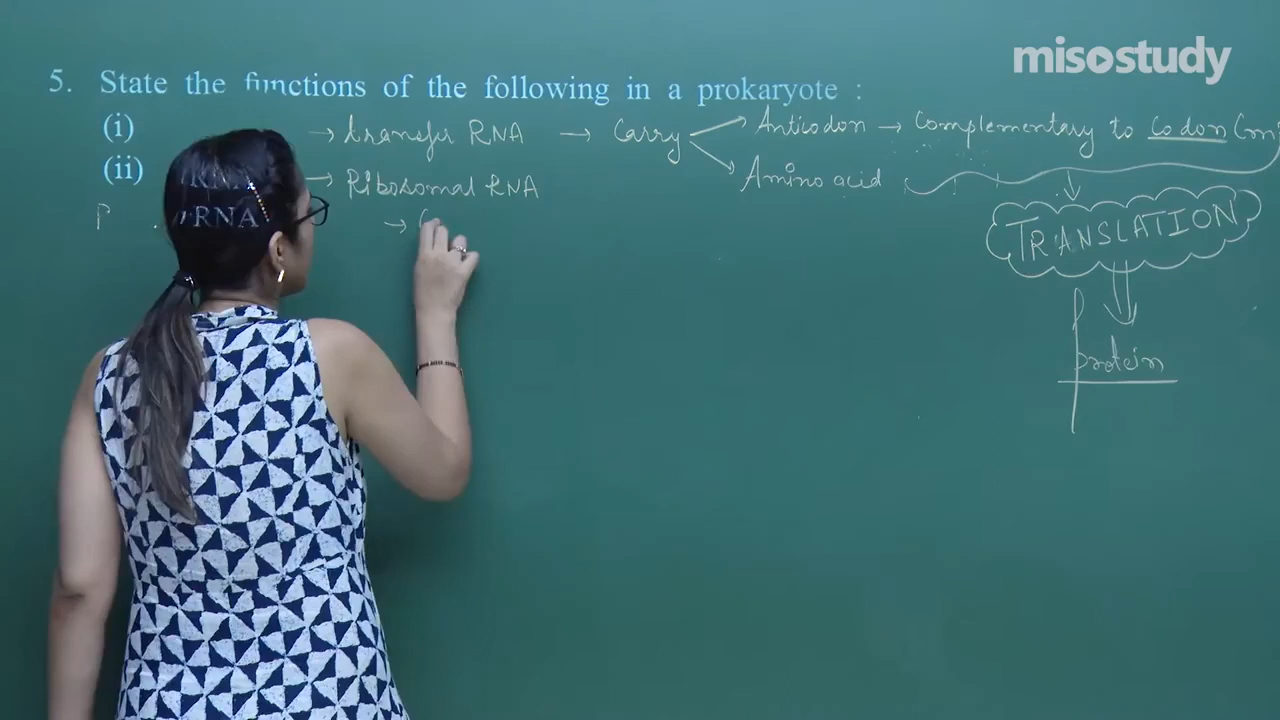 misostudy
5. State the functions of the following in a prokaryote :
(i) → transfer RNA → Carry → Anticodon → Complementary to Codon (m
→ Amino acid
(ii) RNA → Ribosomal RNA
rRNA
→
TRANSLATION
protein